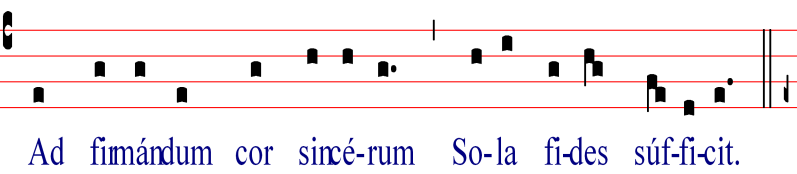 Ad firmándum cor sincé-rum So-la fi-des súf-fi-cit.